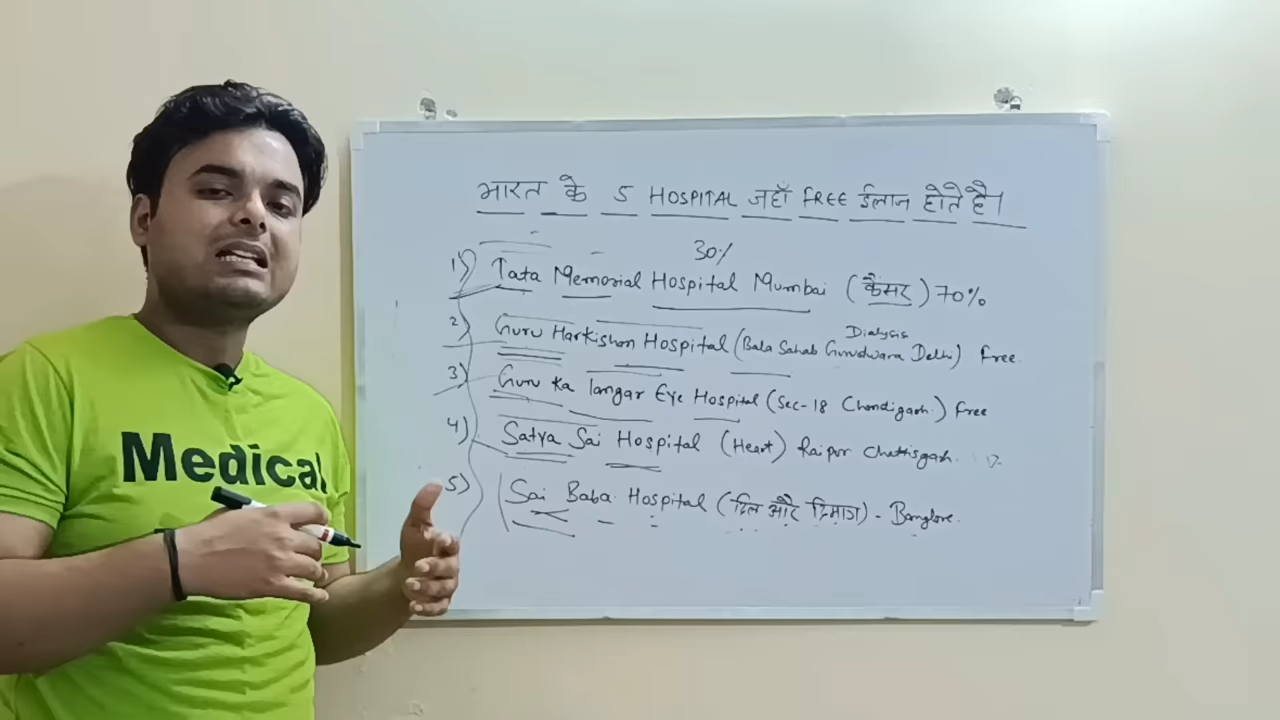 भारत के 5 HOSPITAL जहाँ FREE ईलाज होते है।
30%
1) Tata Memorial Hospital Mumbai (कैंसर) 70%
Dialysis
2) Guru Harkishan Hospital (Bala Sahab Gurudwara Delhi) Free
3) Guru Ka langar Eye Hospital (Sec-18 Chandigarh.) Free
4) Satya Sai Hospital (Heart) Raipur Chattisgarh.
5) Sai Baba Hospital (दिल और दिमाग) - Banglore.
Medical